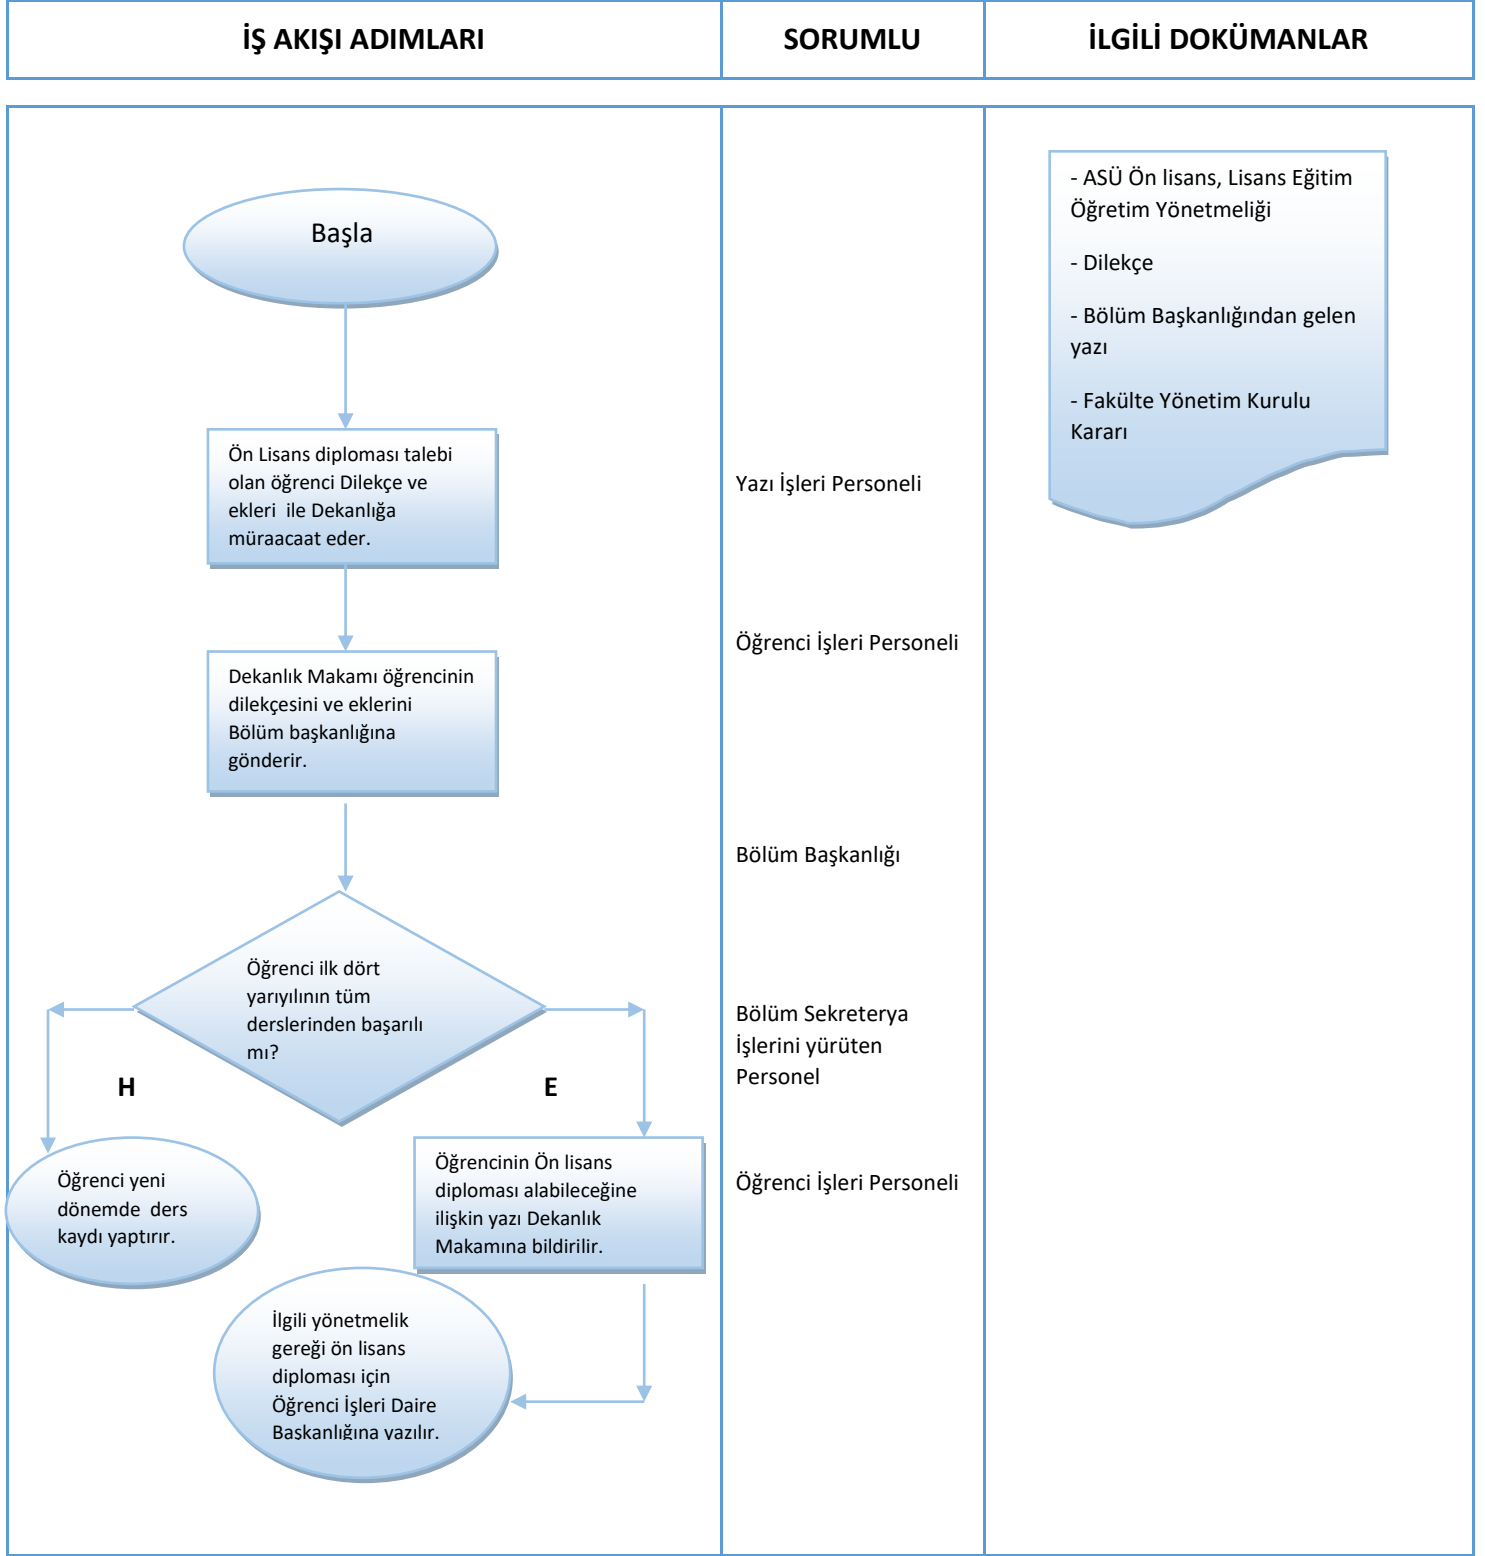 İŞ AKIŞI ADIMLARI
SORUMLU
İLGİLİ DOKÜMANLAR
Başla
Ön Lisans diploması talebi
olan öğrenci Dilekçe ve
ekleri  ile Dekanlığa
müraacaat eder.
Dekanlık Makamı öğrencinin
dilekçesini ve eklerini
Bölüm başkanlığına
gönderir.
Öğrenci ilk dört
yarıyılının tüm
derslerinden başarılı
mı?
H
E
Öğrenci yeni
dönemde  ders
kaydı yaptırır.
Öğrencinin Ön lisans
diploması alabileceğine
ilişkin yazı Dekanlık
Makamına bildirilir.
İlgili yönetmelik
gereği ön lisans
diploması için
Öğrenci İşleri Daire
Başkanlığına yazılır.
Yazı İşleri Personeli
Öğrenci İşleri Personeli
Bölüm Başkanlığı
Bölüm Sekreterya
İşlerini yürüten
Personel
Öğrenci İşleri Personeli
- ASÜ Ön lisans, Lisans Eğitim
Öğretim Yönetmeliği
- Dilekçe
- Bölüm Başkanlığından gelen
yazı
- Fakülte Yönetim Kurulu
Kararı